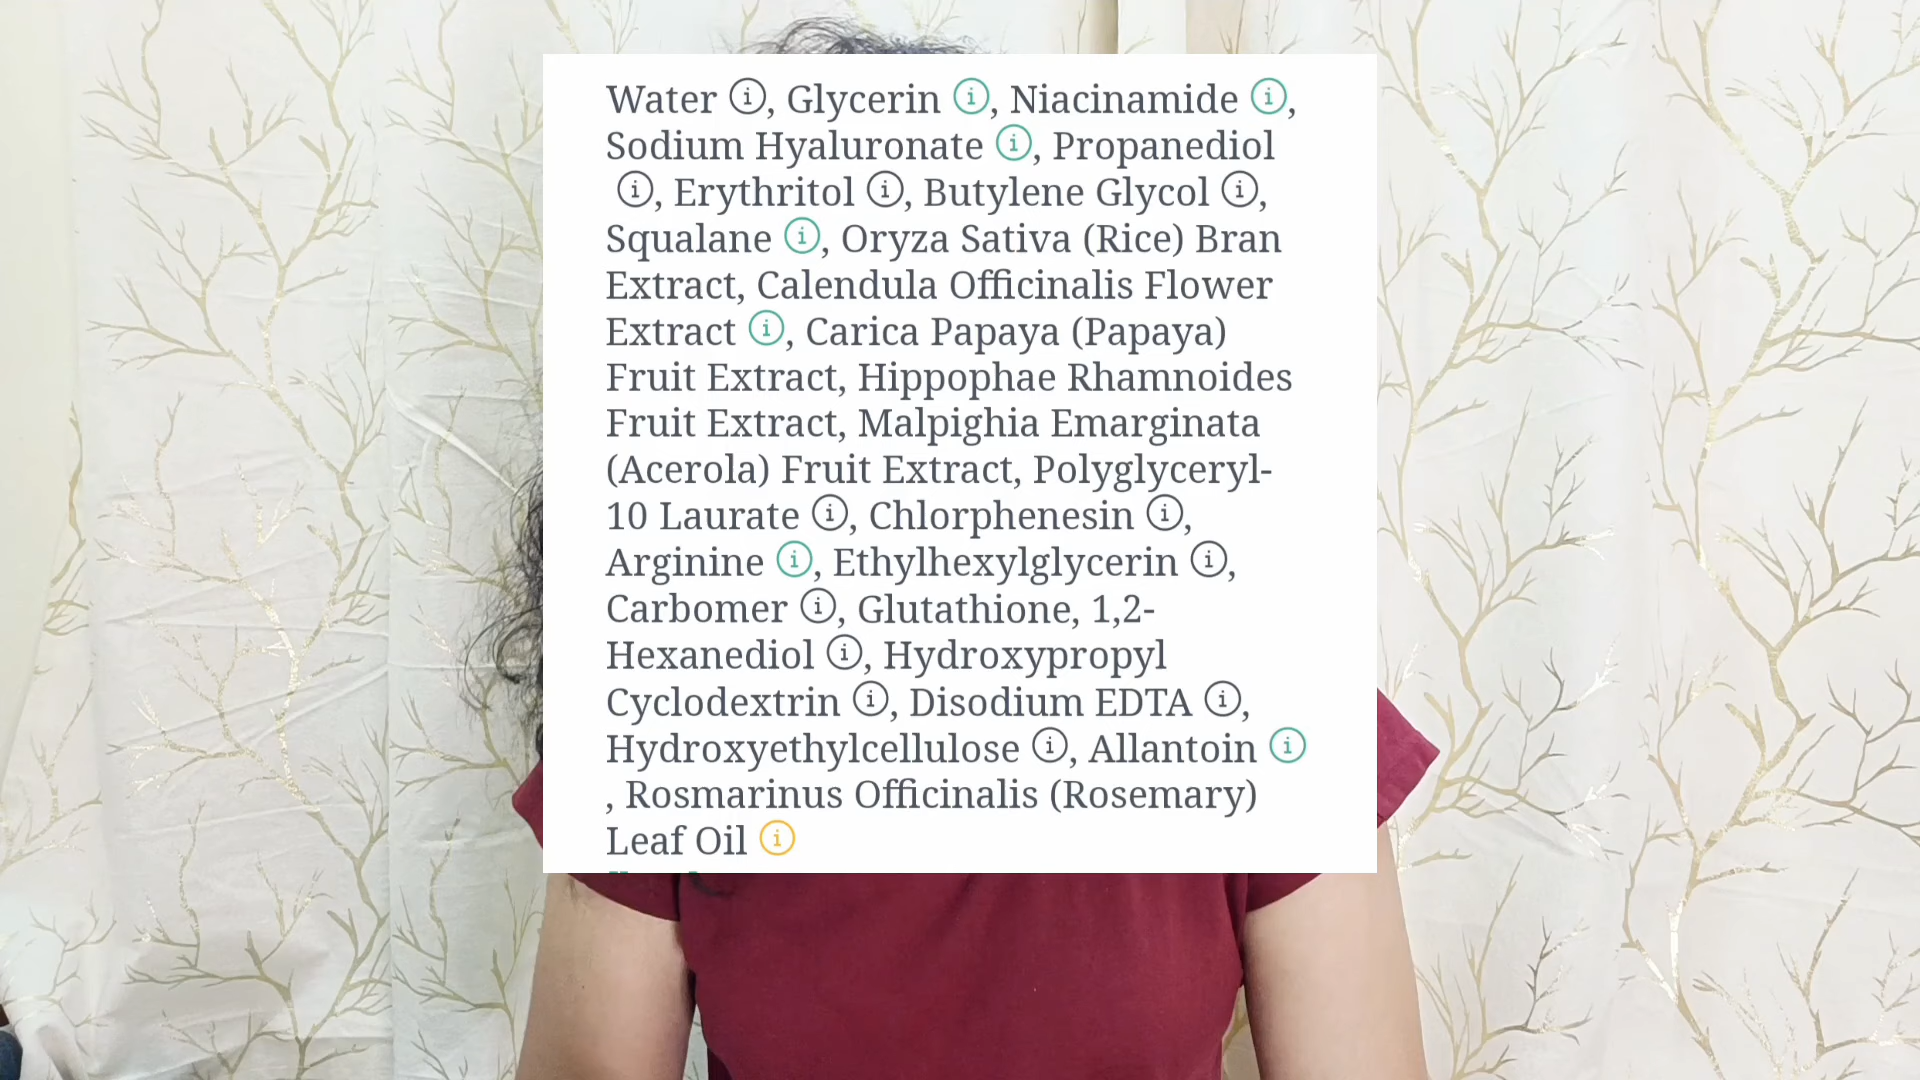 Water i, Glycerin i, Niacinamide i,
Sodium Hyaluronate i, Propanediol
i, Erythritol i, Butylene Glycol i,
Squalane i, Oryza Sativa (Rice) Bran
Extract, Calendula Officinalis Flower
Extract i, Carica Papaya (Papaya)
Fruit Extract, Hippophae Rhamnoides
Fruit Extract, Malpighia Emarginata
(Acerola) Fruit Extract, Polyglyceryl-
10 Laurate i, Chlorphenesin i,
Arginine i, Ethylhexylglycerin i,
Carbomer i, Glutathione, 1,2-
Hexanediol i, Hydroxypropyl
Cyclodextrin i, Disodium EDTA i,
Hydroxyethylcellulose i, Allantoin i
, Rosmarinus Officinalis (Rosemary)
Leaf Oil i